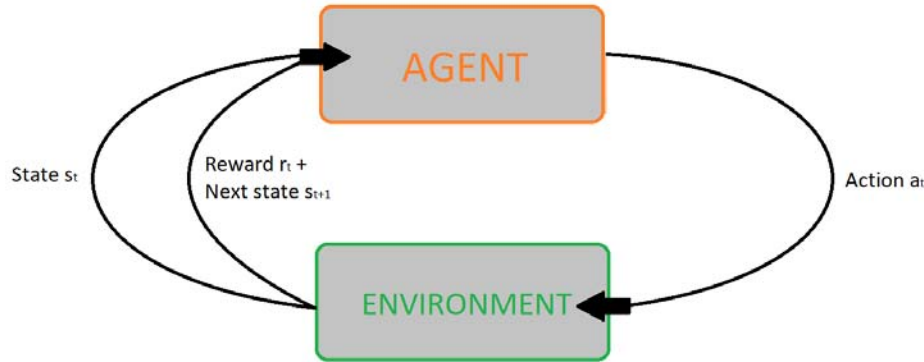 AGENT
State sₜ
Reward rₜ +
Next state sₜ₊₁
Action aₜ
ENVIRONMENT